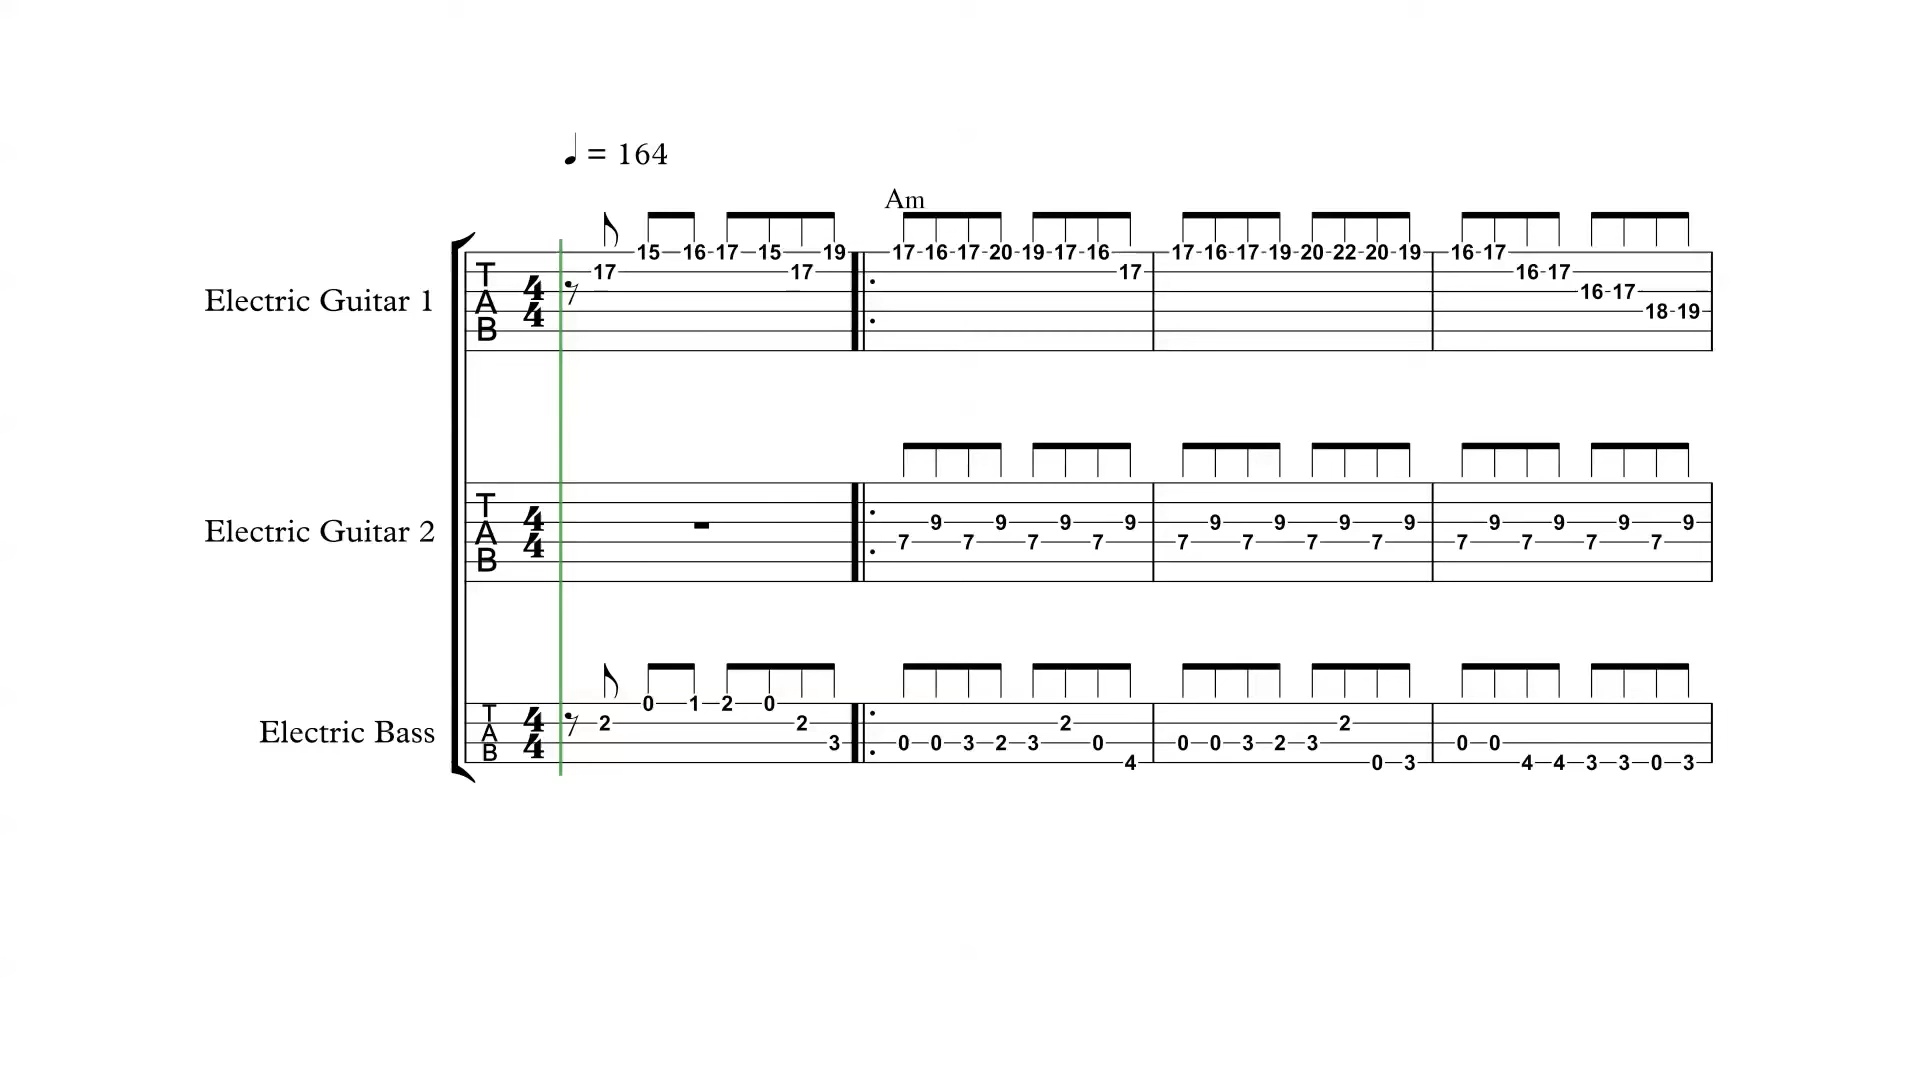 ♩ = 164
Am
15 16 17 15 19 17 16 17 20 19 17 16 17 16 17 19 20 22 20 19 16 17
17 17 17 16 17
T
A
B
4
4
Electric Guitar 1
16 17
18 19
T
A
B
4
4
Electric Guitar 2
9 9 9 9 9 9 9 9 9 9 9 9
7 7 7 7 7 7 7 7 7 7 7 7
0 1 2 0
T
A
B
4
4
2 2 2 2
Electric Bass
3 0 0 3 2 3 0 0 0 3 2 3 0 0
4 0 3 4 4 3 3 0 3